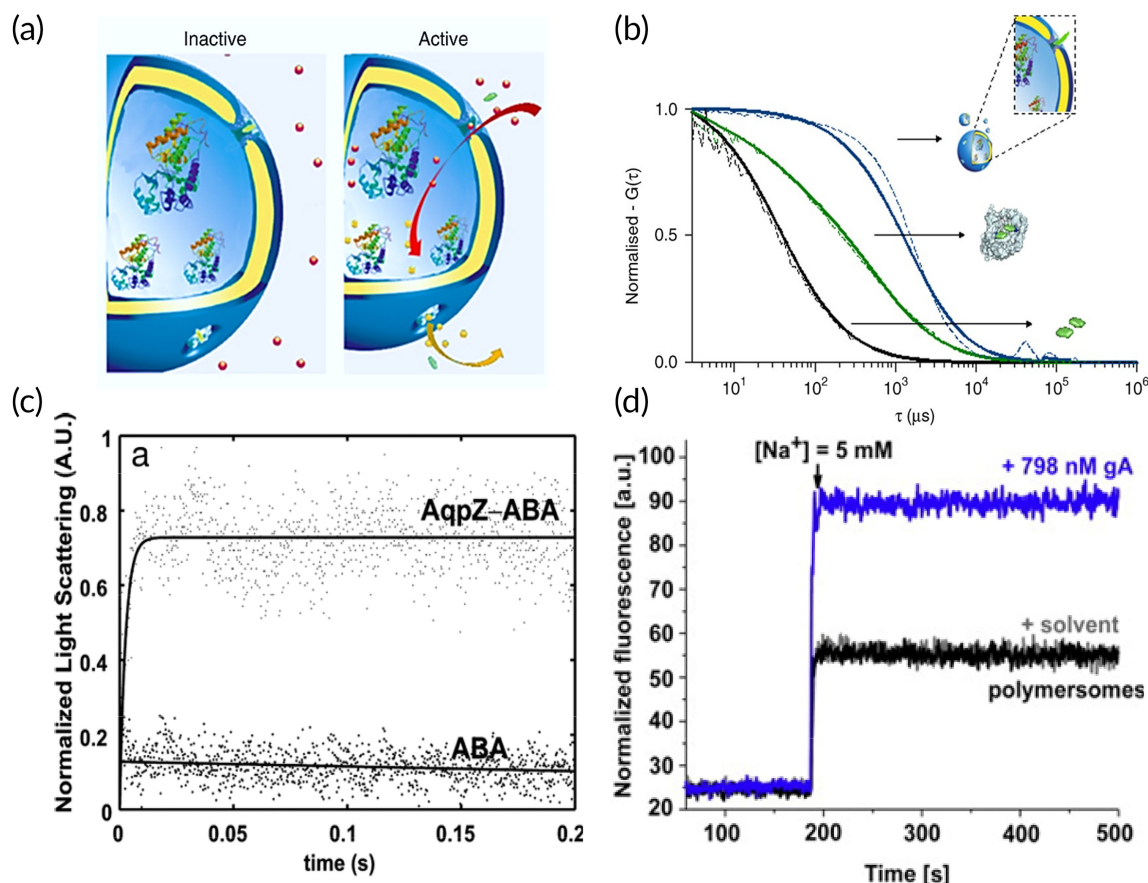 (a)
Inactive
Active
(b)
Normalised - G(τ)
1.0
0.5
0.0
10¹
10²
10³
10⁴
10⁵
10⁶
τ (μs)
(c)
Normalized Light Scattering (A.U.)
1
0.8
0.6
0.4
0.2
0
a
AqpZ–ABA
ABA
0
0.05
0.1
0.15
0.2
time (s)
(d)
Normalized fluorescence [a.u.]
100
90
80
70
60
50
40
30
20
[Na⁺] = 5 mM
+ 798 nM gA
+ solvent
polymersomes
100
200
300
400
500
Time [s]